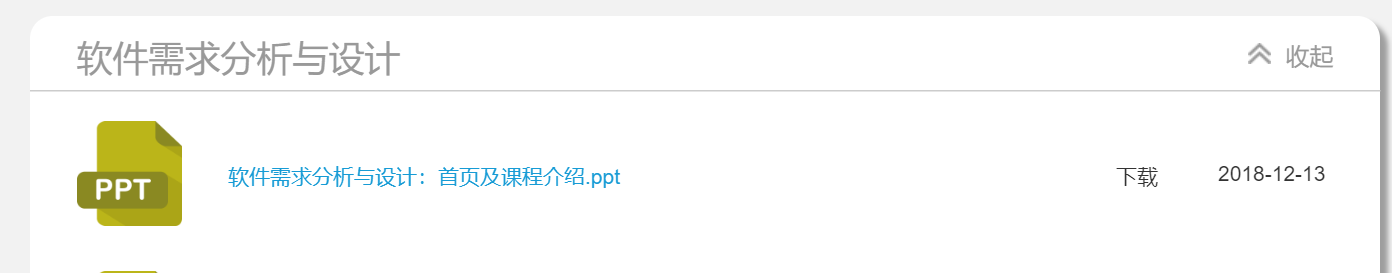 软件需求分析与设计
收起
PPT
软件需求分析与设计：首页及课程介绍.ppt
下载
2018-12-13